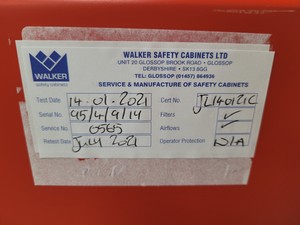 WALKER SAFETY CABINETS LTD
UNIT 20 GLOSSOP BROOK ROAD • GLOSSOP
DERBYSHIRE • SK13 8GG
TEL: GLOSSOP (01457) 864926
WALKER
safety cabinets
SERVICE & MANUFACTURE OF SAFETY CABINETS
Test Date 14.01.2021 Cert No. JL140121C
Serial No. 45/4/9/14 Filters ✓
Service No. 0565 Airflows ✓
Retest Date July 2021 Operator Protection N/A